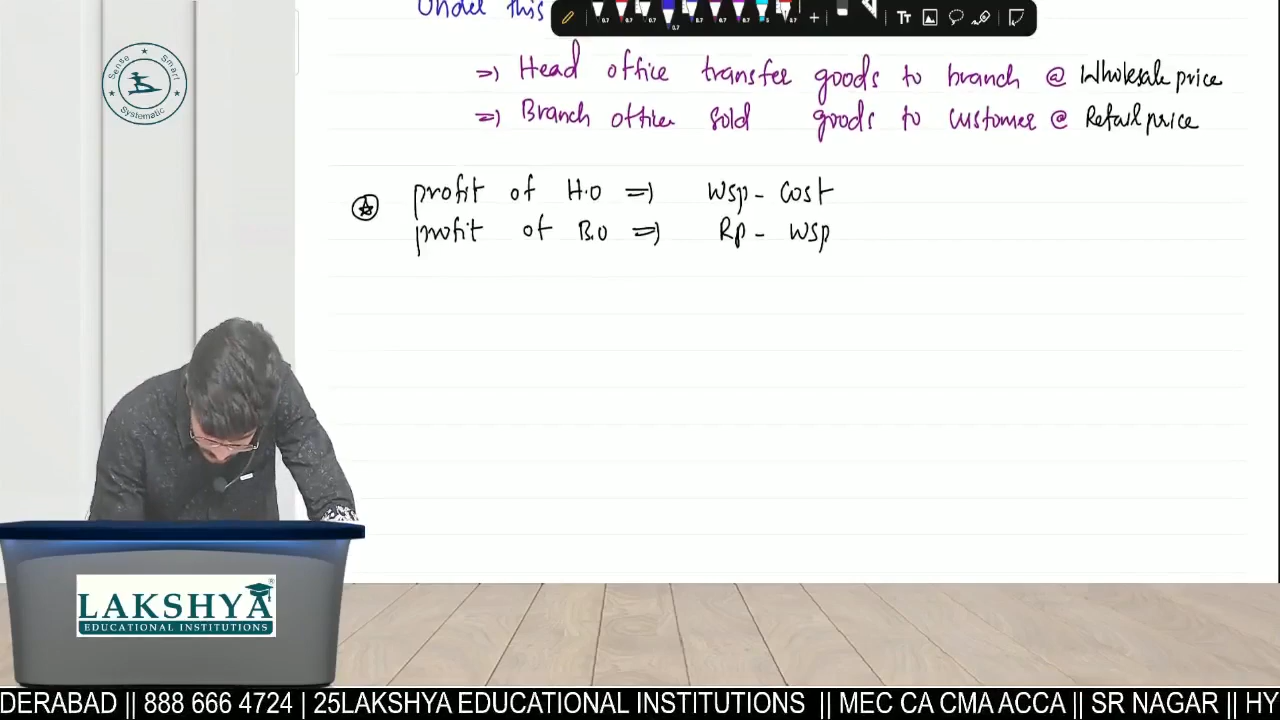 Under this
=> Head office transfer goods to branch @ Wholesale price
=> Branch office sold goods to customer @ Retail price
profit of H.O => WSP - Cost
profit of B.O => RP - WSP
Sense Smart Systematic
LAKSHYA
EDUCATIONAL INSTITUTIONS
DERABAD || 888 666 4724 | 25LAKSHYA EDUCATIONAL INSTITUTIONS || MEC CA CMA ACCA || SR NAGAR || HY